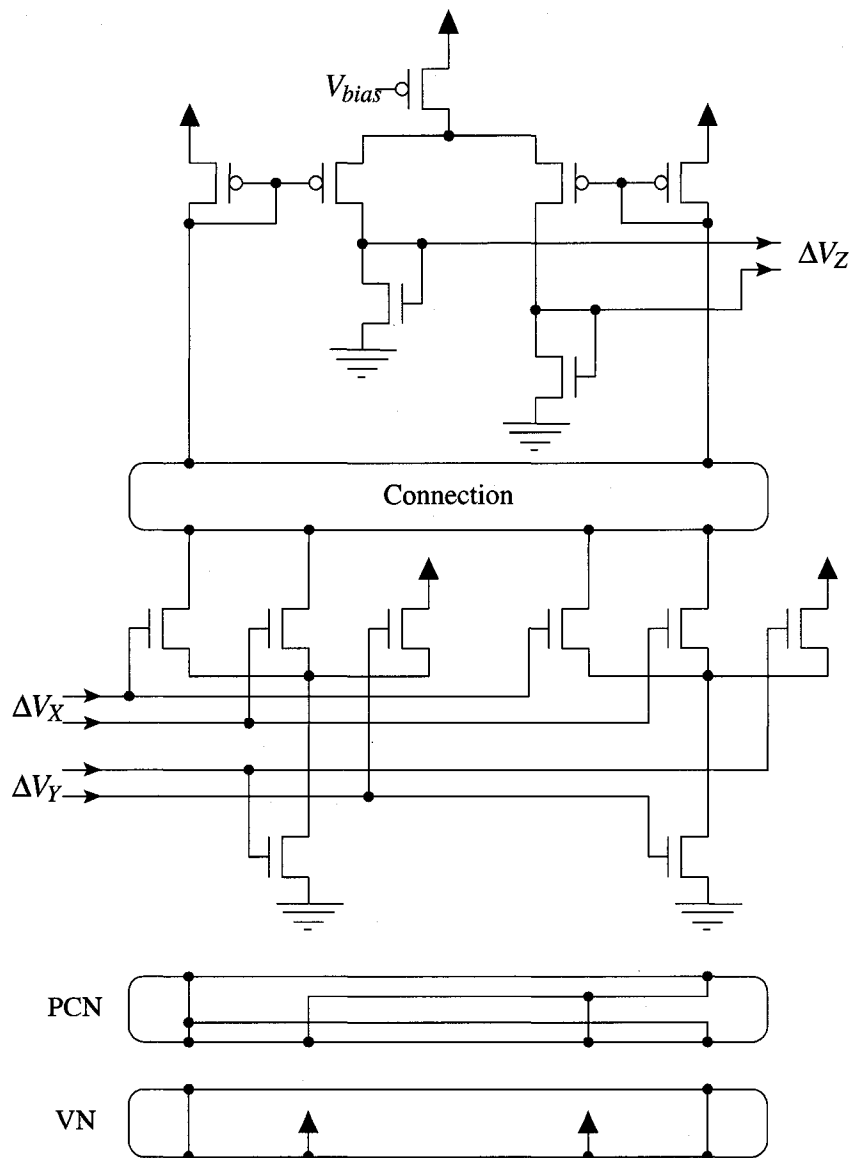 V_bias
ΔV_Z
Connection
ΔV_X
ΔV_Y
PCN
VN